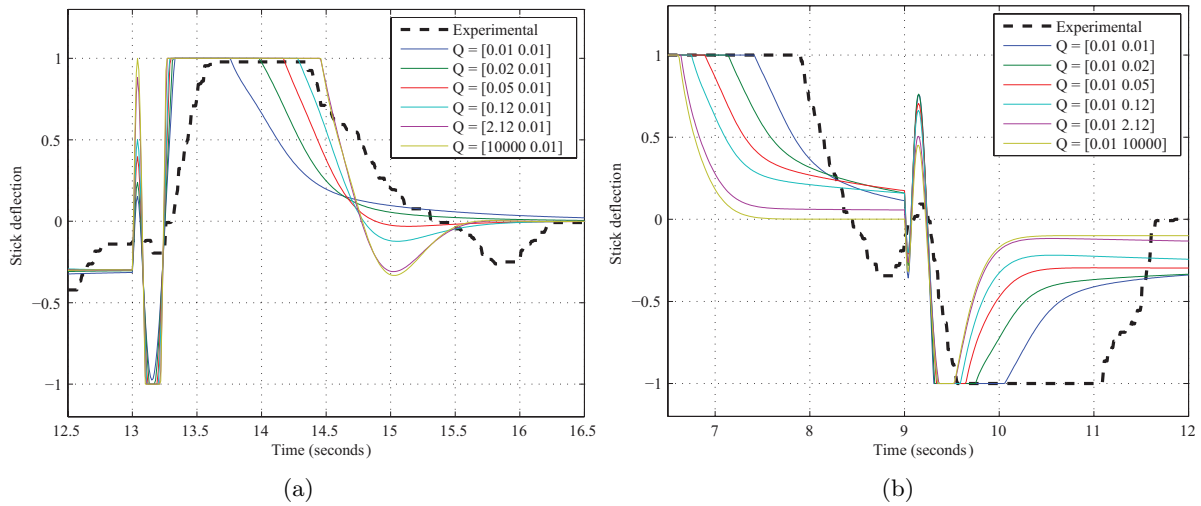 Experimental
Q = [0.01 0.01]
Q = [0.02 0.01]
Q = [0.05 0.01]
Q = [0.12 0.01]
Q = [2.12 0.01]
Q = [10000 0.01]
1
0.5
0
−0.5
−1
Stick deflection
12.5 13 13.5 14 14.5 15 15.5 16 16.5
Time (seconds)
(a)
Experimental
Q = [0.01 0.01]
Q = [0.01 0.02]
Q = [0.01 0.05]
Q = [0.01 0.12]
Q = [0.01 2.12]
Q = [0.01 10000]
1
0.5
0
−0.5
−1
Stick deflection
7 8 9 10 11 12
Time (seconds)
(b)